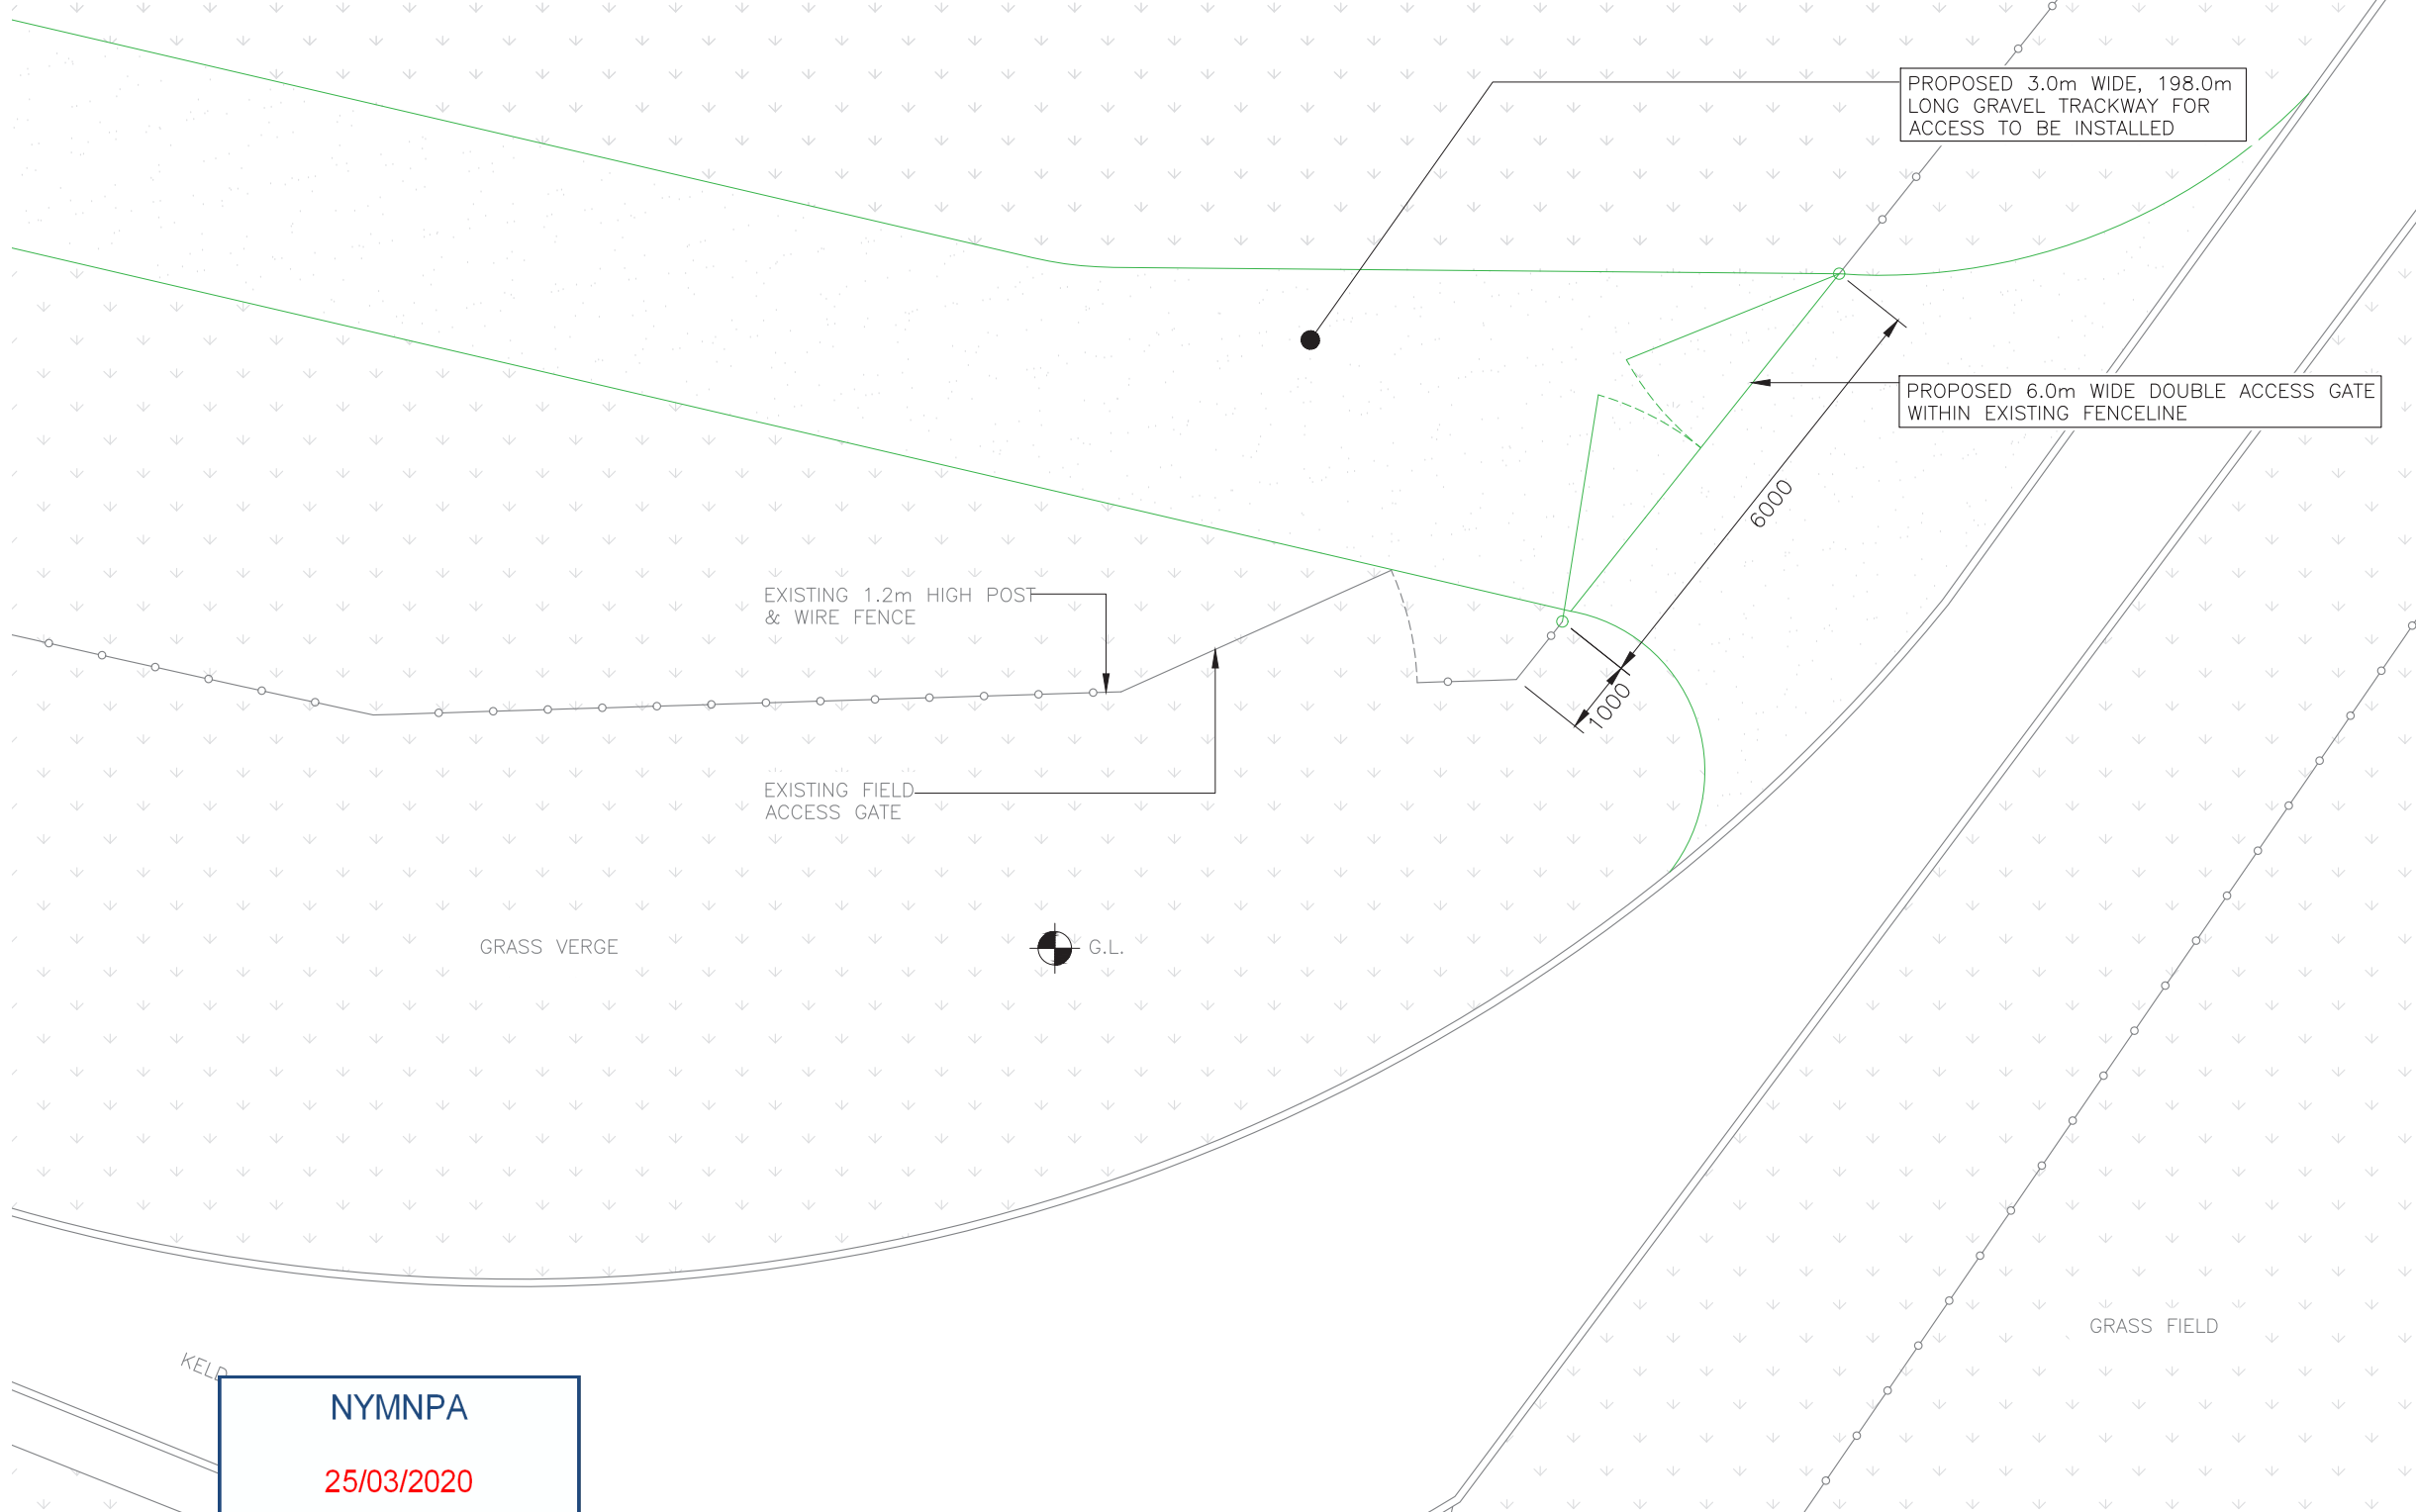 PROPOSED 3.0m WIDE, 198.0m
LONG GRAVEL TRACKWAY FOR
ACCESS TO BE INSTALLED
PROPOSED 6.0m WIDE DOUBLE ACCESS GATE
WITHIN EXISTING FENCELINE
6000
1000
EXISTING 1.2m HIGH POST
& WIRE FENCE
EXISTING FIELD
ACCESS GATE
GRASS VERGE
G.L.
GRASS FIELD
KELD
NYMNPA
25/03/2020